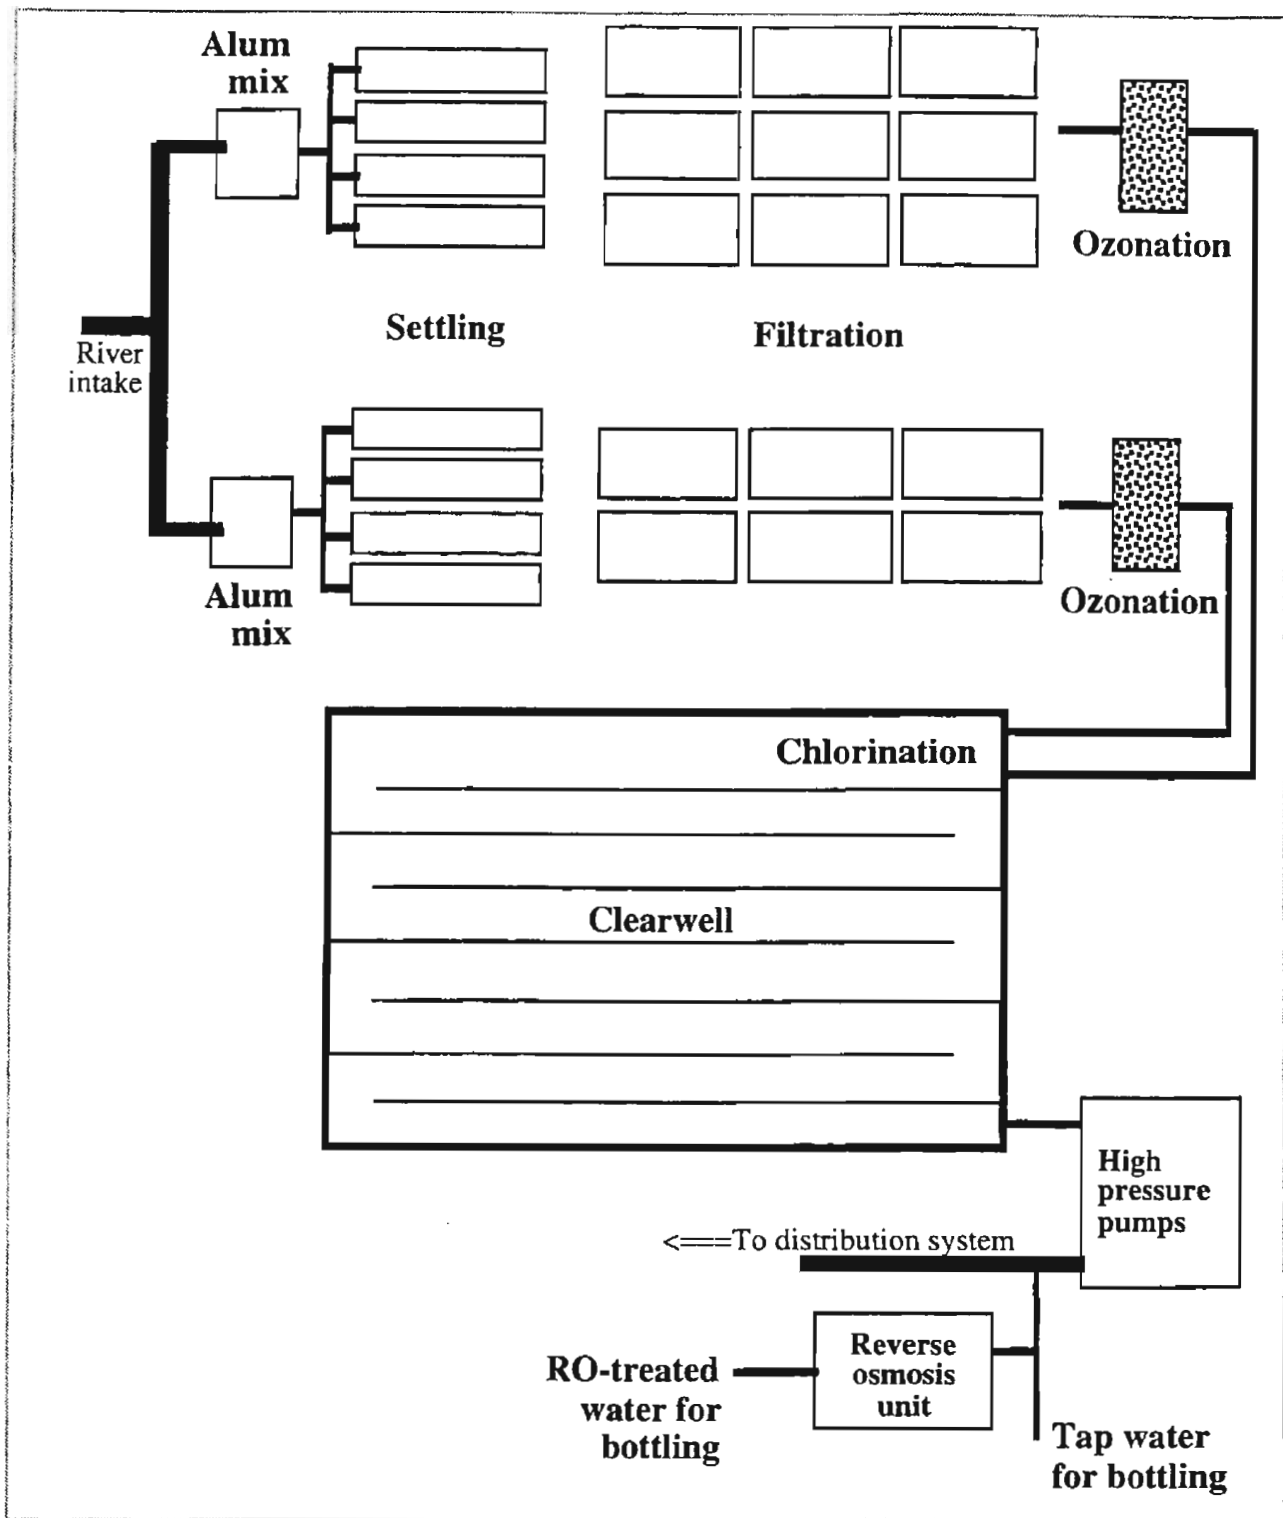 Alum
mix
Ozonation
Settling
Filtration
River
intake
Alum
mix
Ozonation
Chlorination
Clearwell
High
pressure
pumps
<===To distribution system
Reverse
osmosis
unit
RO-treated
water for
bottling
Tap water
for bottling